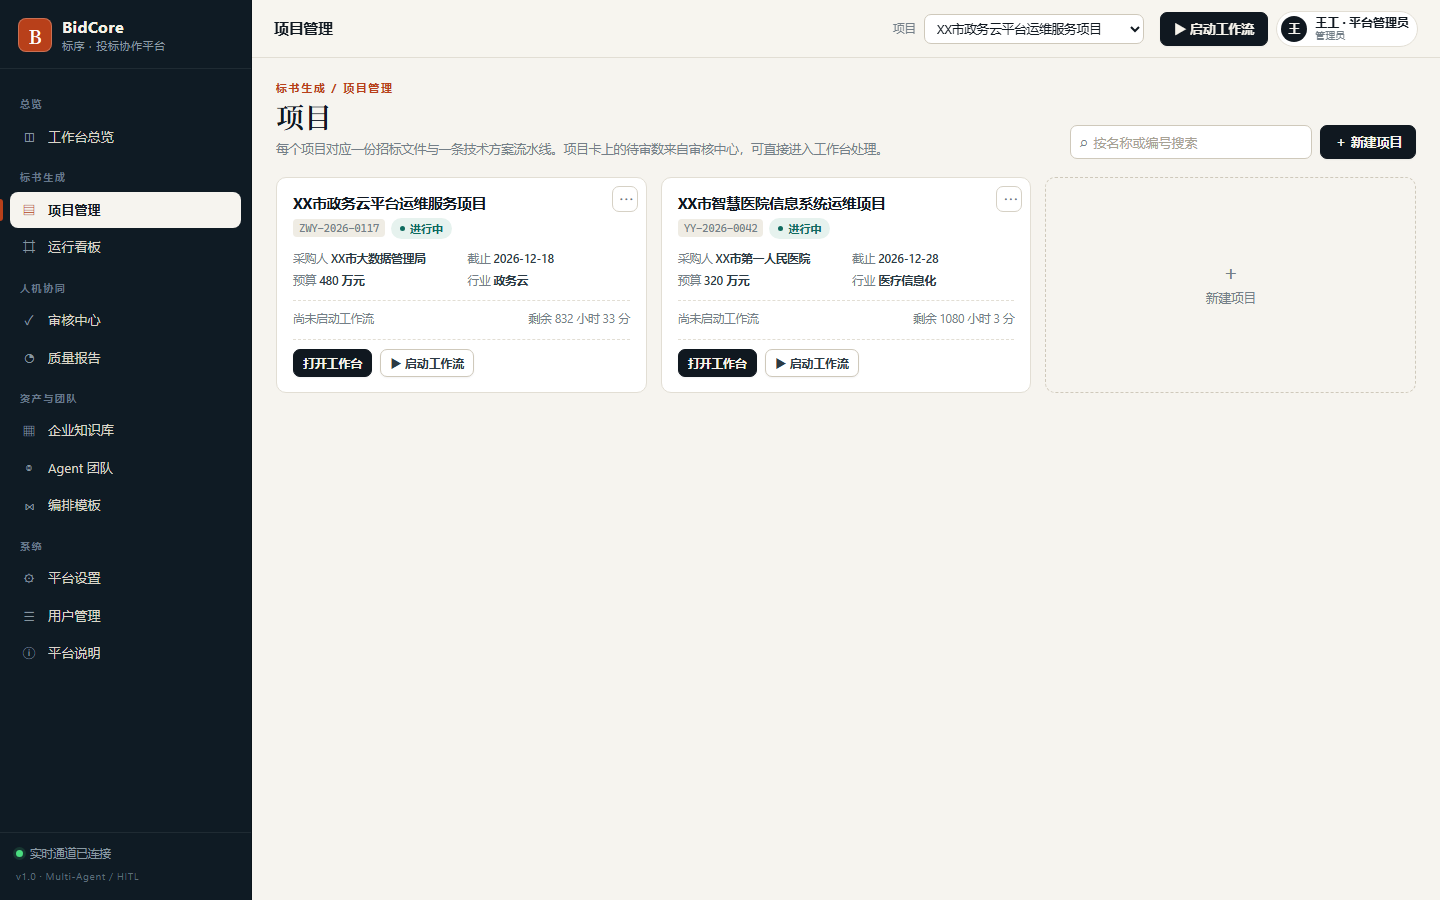 B
BidCore
标序 · 投标协作平台
总览
工作台总览
标书生成
项目管理
运行看板
人机协同
审核中心
质量报告
资产与团队
企业知识库
Agent 团队
编排模板
系统
平台设置
用户管理
平台说明
实时通道已连接
v1.0 · Multi-Agent / HITL
项目管理
项目
XX市政务云平台运维服务项目
▶ 启动工作流
王
王工 · 平台管理员
管理员
标书生成 / 项目管理
项目
每个项目对应一份招标文件与一条技术方案流水线。项目卡上的待审数来自审核中心，可直接进入工作台处理。
按名称或编号搜索
+ 新建项目
XX市政务云平台运维服务项目
···
ZWY-2026-0117
进行中
采购人 XX市大数据管理局
截止 2026-12-18
预算 480 万元
行业 政务云
尚未启动工作流
剩余 832 小时 33 分
打开工作台
▶ 启动工作流
XX市智慧医院信息系统运维项目
···
YY-2026-0042
进行中
采购人 XX市第一人民医院
截止 2026-12-28
预算 320 万元
行业 医疗信息化
尚未启动工作流
剩余 1080 小时 3 分
打开工作台
▶ 启动工作流
+
新建项目